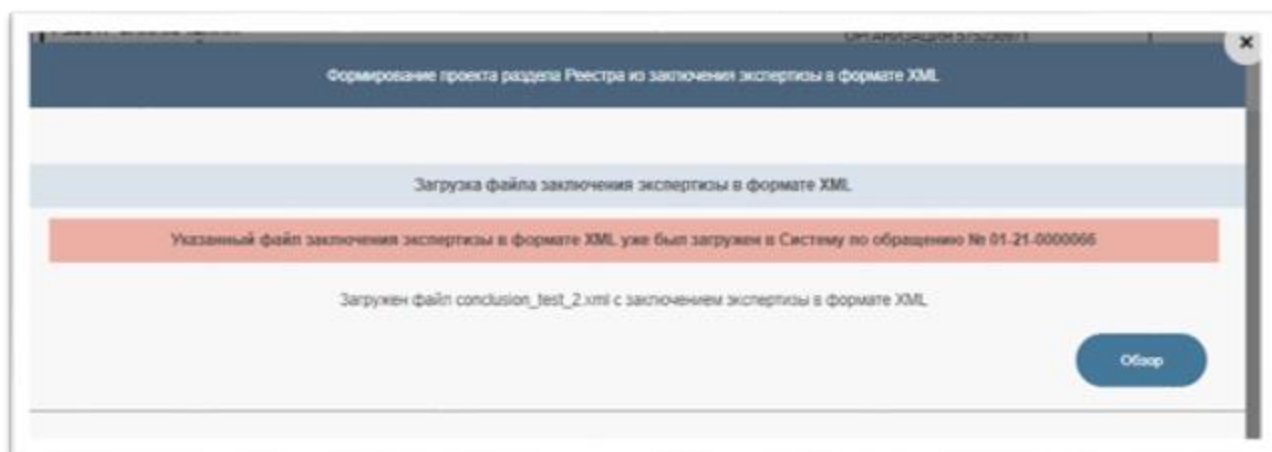 ОРГАНИЗАЦИЯ 575230971
Формирование проекта раздела Реестра из заключения экспертизы в формате XML
Загрузка файла заключения экспертизы в формате XML
Указанный файл заключения экспертизы в формате XML уже был загружен в Систему по обращению № 01-21-0000066
Загружен файл conclusion_test_2.xml с заключением экспертизы в формате XML
Обзор